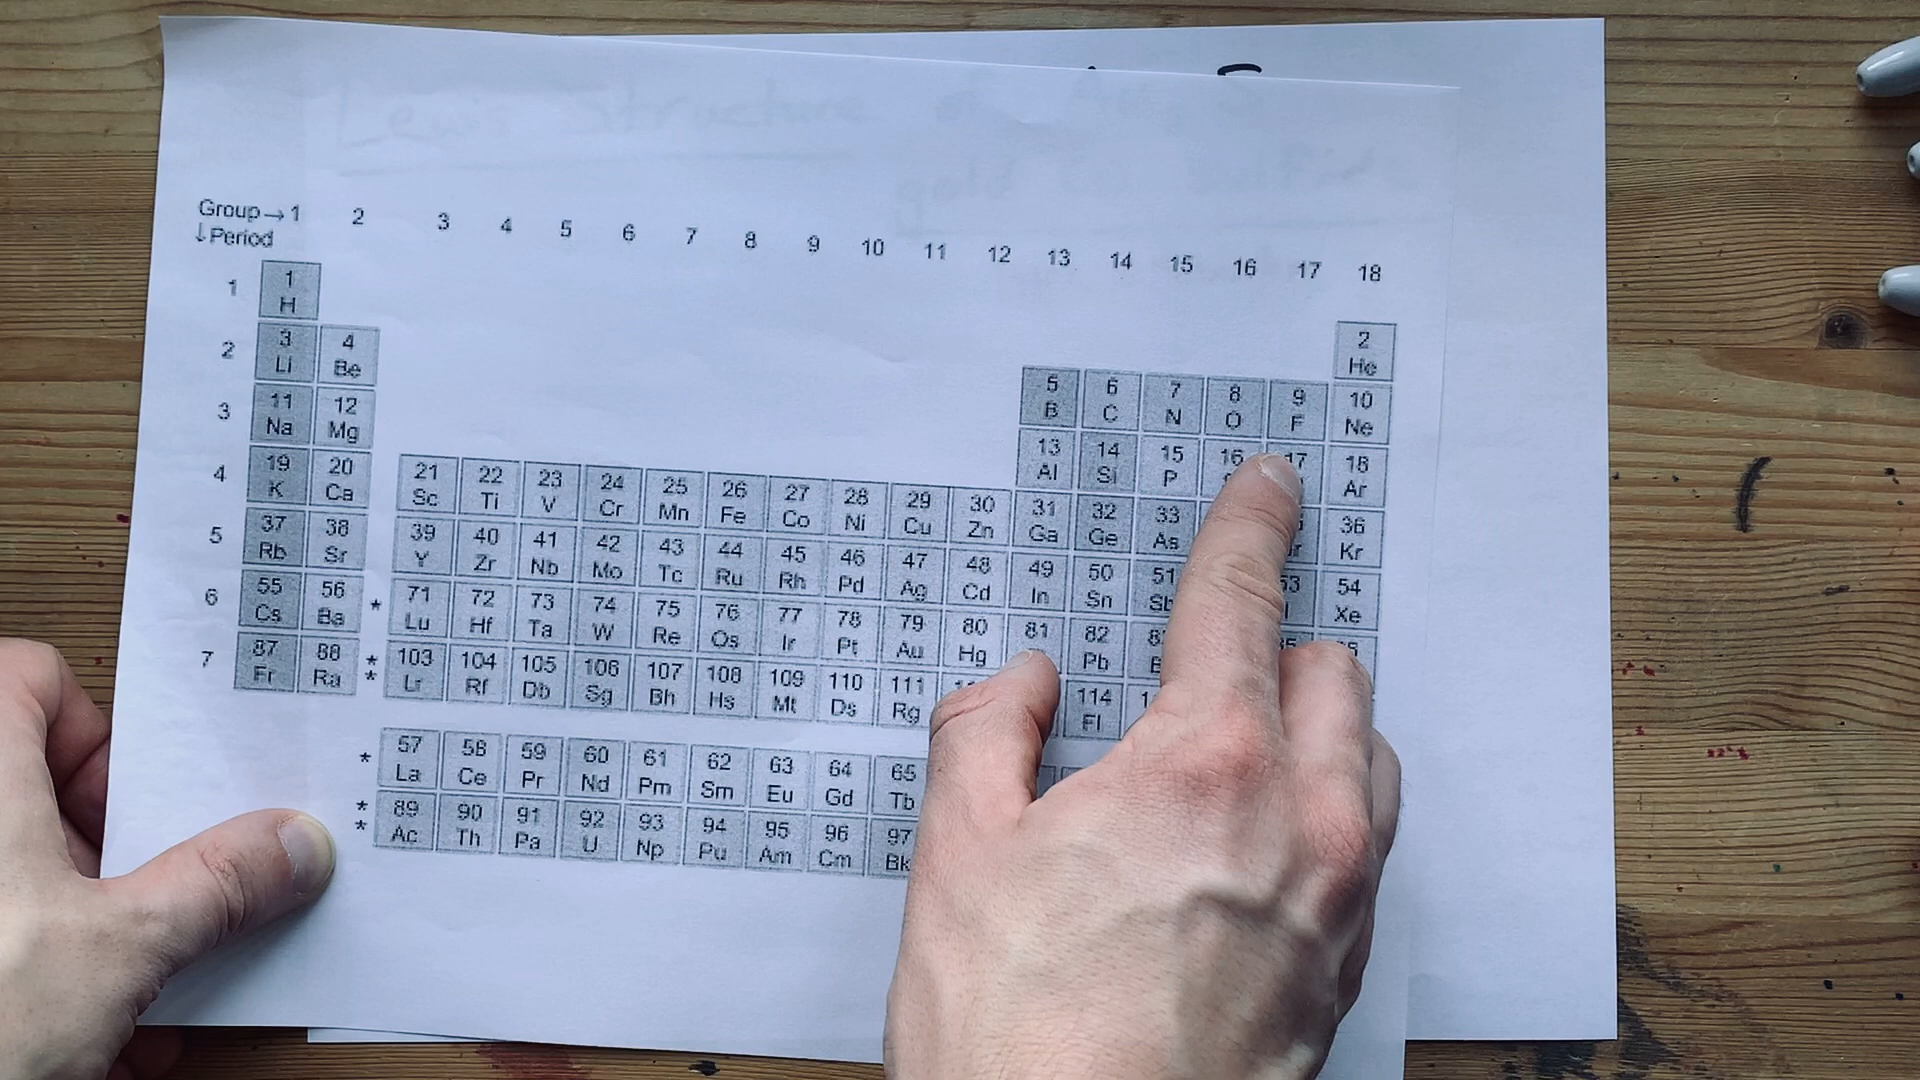 Group→ 1 2 3 4 5 6 7 8 9 10 11 12 13 14 15 16 17 18
↓Period
1 1 2
H He
2 3 4 5 6 7 8 9 10
Li Be B C N O F Ne
3 11 12 13 14 15 16 17 18
Na Mg Al Si P Ar
4 19 20 21 22 23 24 25 26 27 28 29 30 31 32 33 36
K Ca Sc Ti V Cr Mn Fe Co Ni Cu Zn Ga Ge As Kr
5 37 38 39 40 41 42 43 44 45 46 47 48 49 50 51 53 54
Rb Sr Y Zr Nb Mo Tc Ru Rh Pd Ag Cd In Sn Sb I Xe
6 55 56 * 71 72 73 74 75 76 77 78 79 80 81 82
Cs Ba Lu Hf Ta W Re Os Ir Pt Au Hg Pb
7 87 88 * * 103 104 105 106 107 108 109 110 111 114
Fr Ra Lr Rf Db Sg Bh Hs Mt Ds Rg Fl
* 57 58 59 60 61 62 63 64 65
La Ce Pr Nd Pm Sm Eu Gd Tb
* * 89 90 91 92 93 94 95 96 97
Ac Th Pa U Np Pu Am Cm Bk